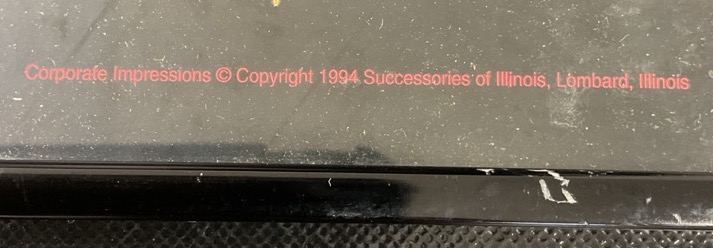 Corporate Impressions © Copyright 1994 Successories of Illinois, Lombard, Illinois